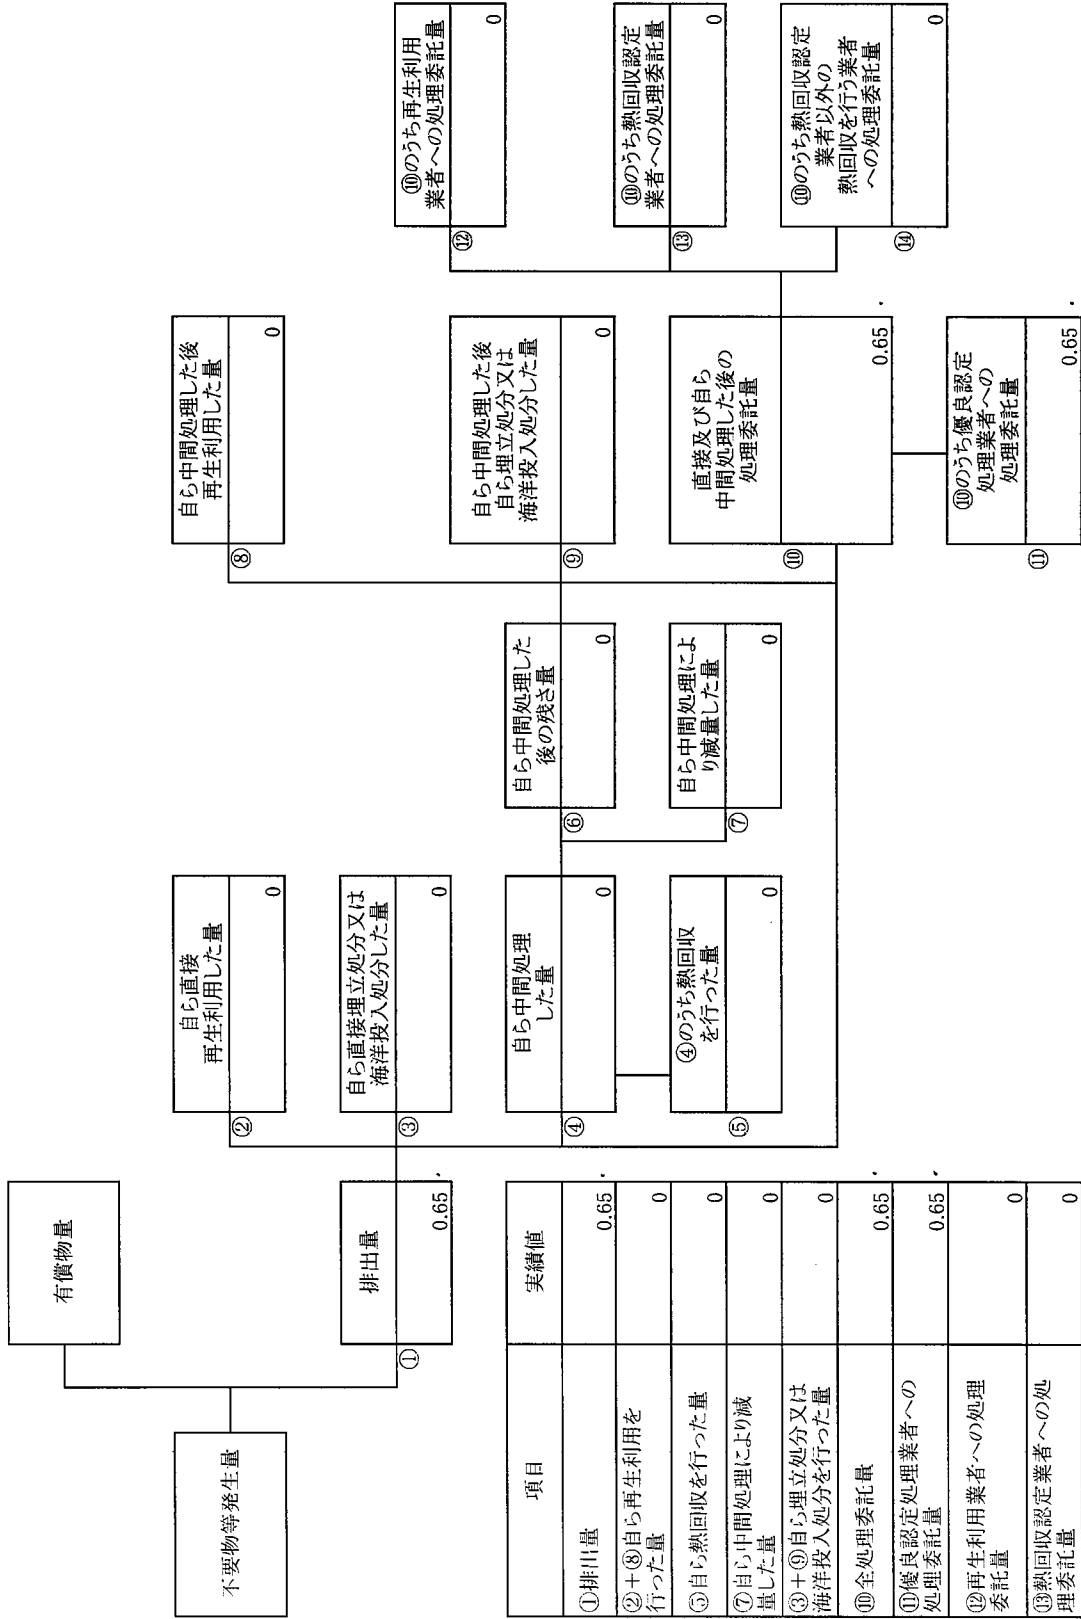 不要物等発生量
有償物量
①
排出量
0.65
②
自ら直接
再生利用した量
0
③
自ら直接埋立処分又は
海洋投入処分した量
0
④
自ら中間処理
した量
0
⑤
④のうち熱回収
を行った量
0
⑥
自ら中間処理した
後の残さ量
0
⑦
自ら中間処理によ
り減量した量
0
⑧
自ら中間処理した後
再生利用した量
0
⑨
自ら中間処理した後
自ら埋立処分又は
海洋投入処分した量
0
⑩
直接及び自ら
中間処理した後の
処理委託量
0.65
⑪
⑩のうち優良認定
処理業者への
処理委託量
0.65
⑫
⑩のうち再生利用
業者への処理委託量
0
⑬
⑩のうち熱回収認定
業者への処理委託量
0
⑭
⑩のうち熱回収認定
業者以外の
熱回収を行う業者
への処理委託量
0
項目 実績値
①排出量 0.65
②+⑧自ら再生利用を
行った量 0
⑤自ら熱回収を行った量 0
⑦自ら中間処理により減
量した量 0
③+⑨自ら埋立処分又は
海洋投入処分を行った量 0
⑩全処理委託量 0.65
⑪優良認定処理業者への
処理委託量 0.65
⑫再生利用業者への処理
委託量 0
⑬熱回収認定業者への処
理委託量 0